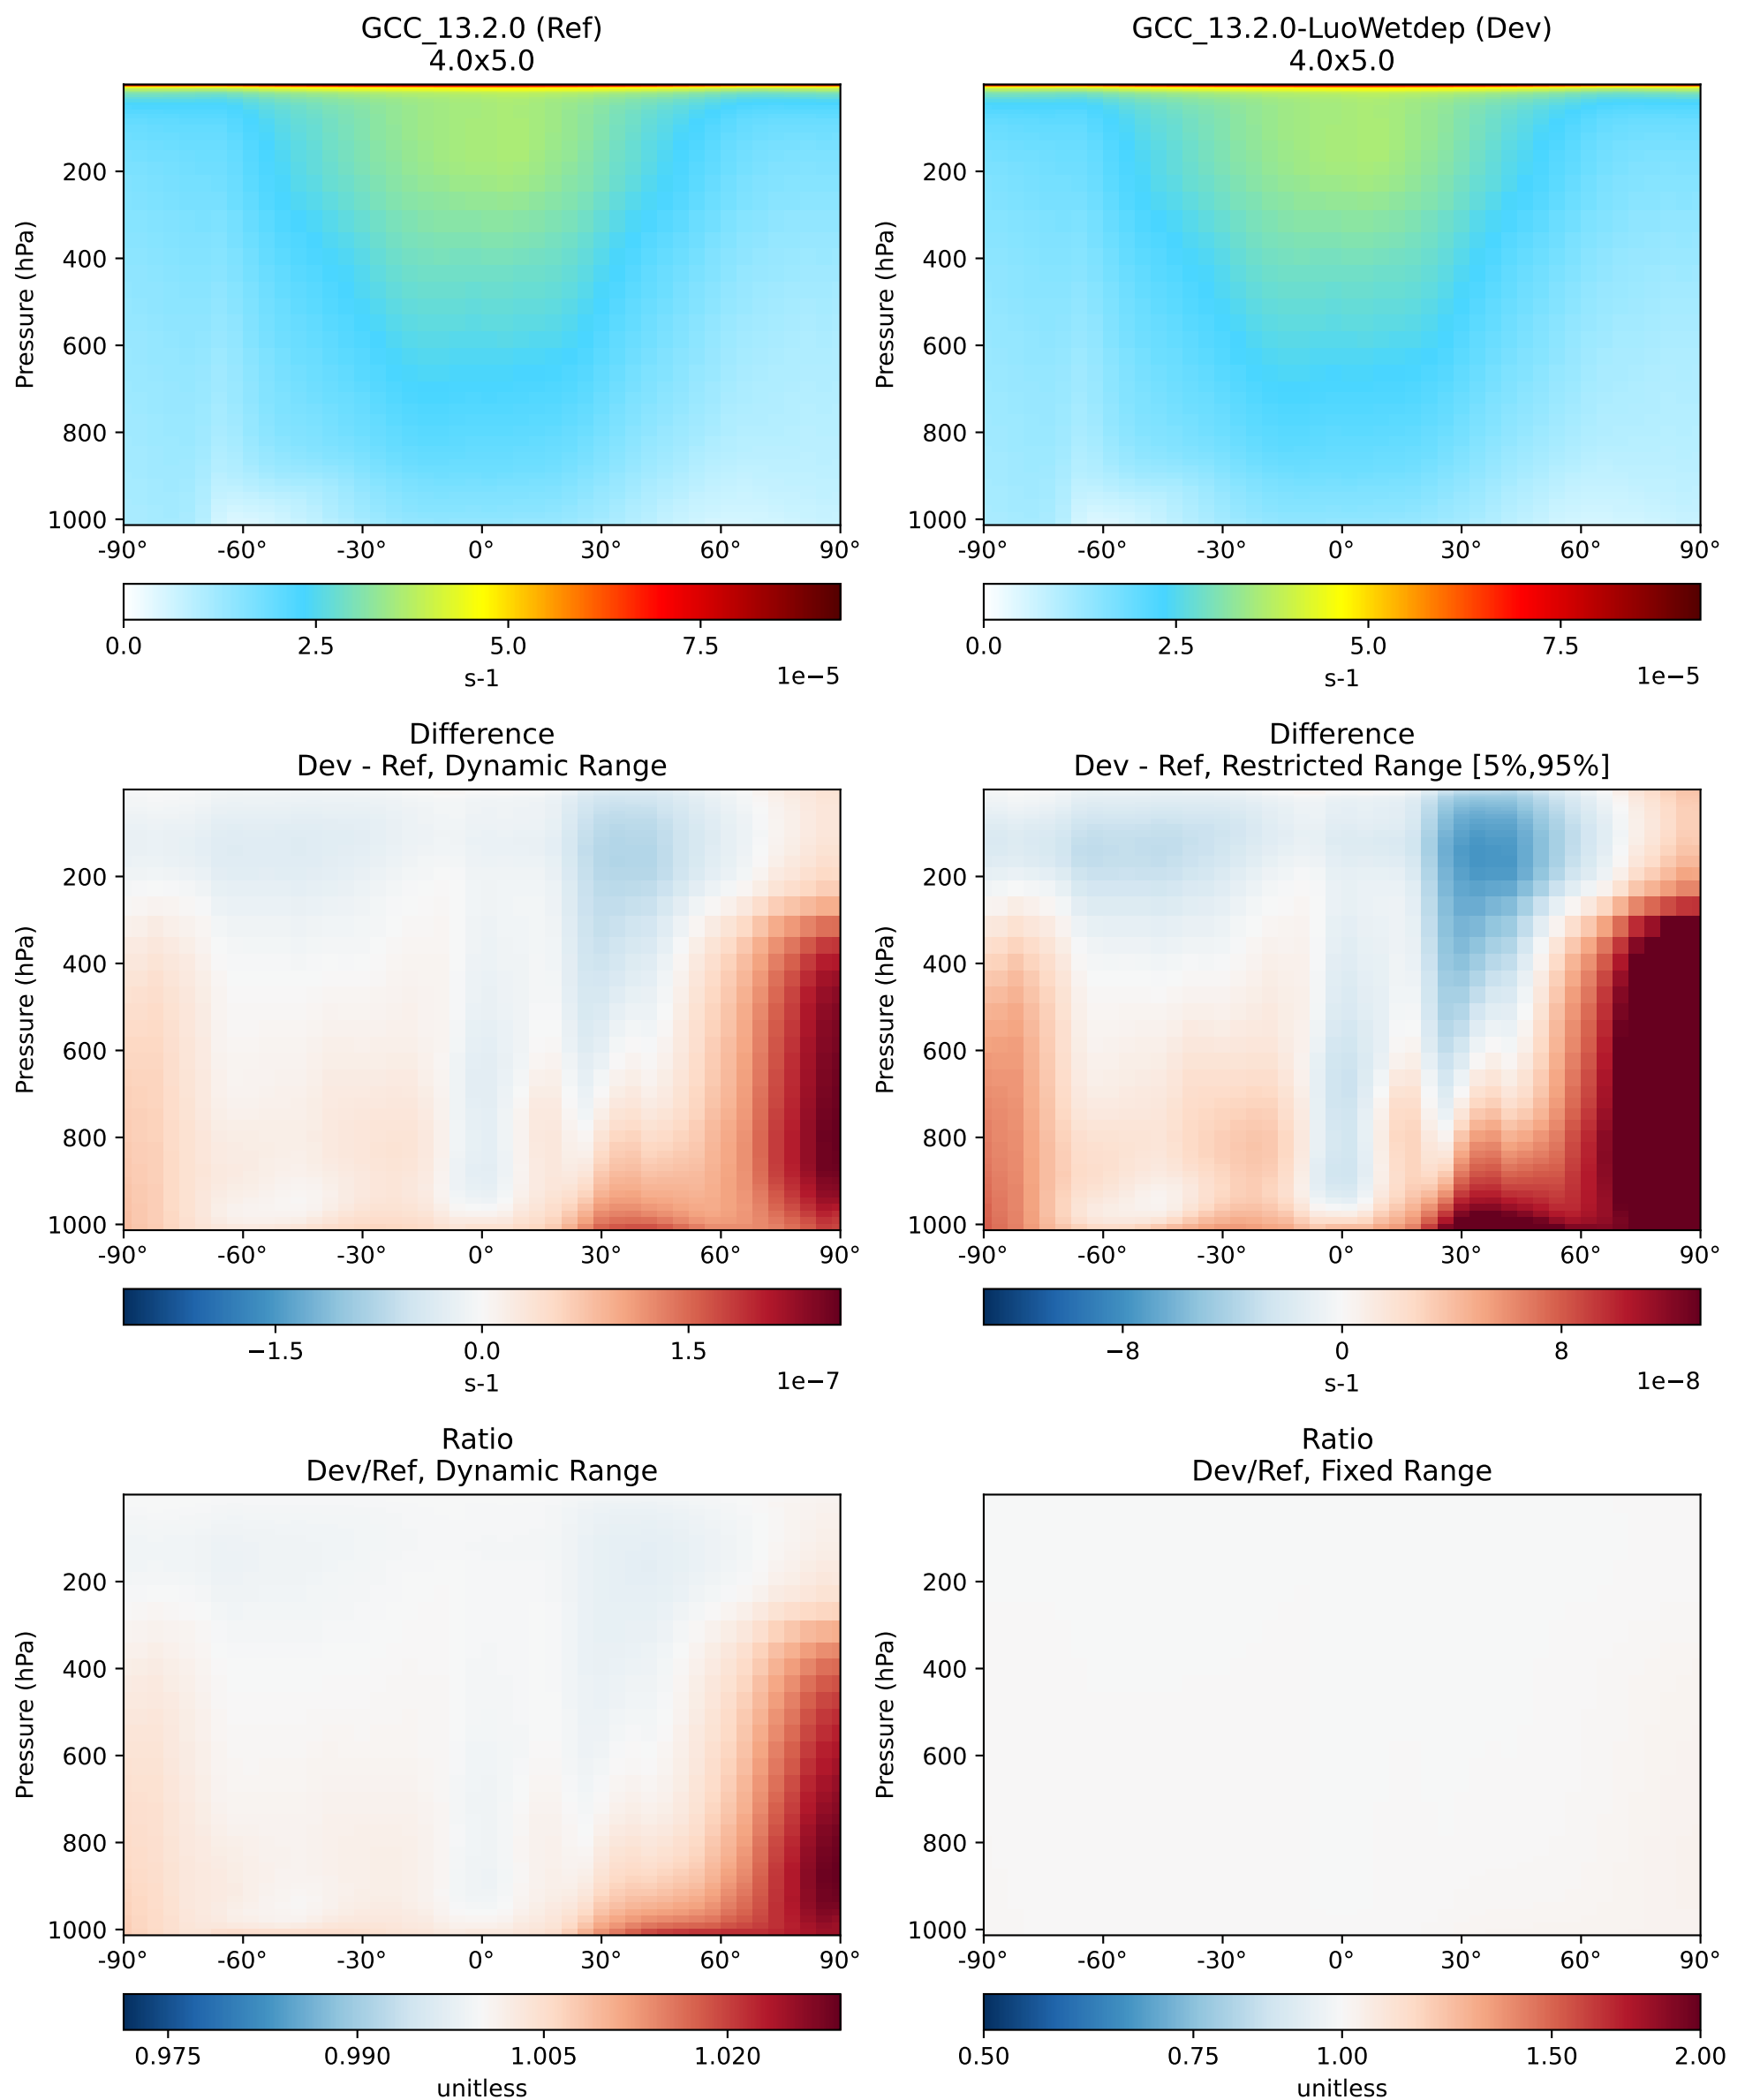 GCC_13.2.0 (Ref)
4.0x5.0
Pressure (hPa)
200
400
600
800
1000
-90° -60° -30° 0° 30° 60° 90°
0.0 2.5 5.0 7.5
s-1
1e−5
GCC_13.2.0-LuoWetdep (Dev)
4.0x5.0
Pressure (hPa)
200
400
600
800
1000
-90° -60° -30° 0° 30° 60° 90°
0.0 2.5 5.0 7.5
s-1
1e−5
Difference
Dev - Ref, Dynamic Range
Pressure (hPa)
200
400
600
800
1000
-90° -60° -30° 0° 30° 60° 90°
−1.5 0.0 1.5
s-1
1e−7
Difference
Dev - Ref, Restricted Range [5%,95%]
Pressure (hPa)
200
400
600
800
1000
-90° -60° -30° 0° 30° 60° 90°
−8 0 8
s-1
1e−8
Ratio
Dev/Ref, Dynamic Range
Pressure (hPa)
200
400
600
800
1000
-90° -60° -30° 0° 30° 60° 90°
0.975 0.990 1.005 1.020
unitless
Ratio
Dev/Ref, Fixed Range
Pressure (hPa)
200
400
600
800
1000
-90° -60° -30° 0° 30° 60° 90°
0.50 0.75 1.00 1.50 2.00
unitless